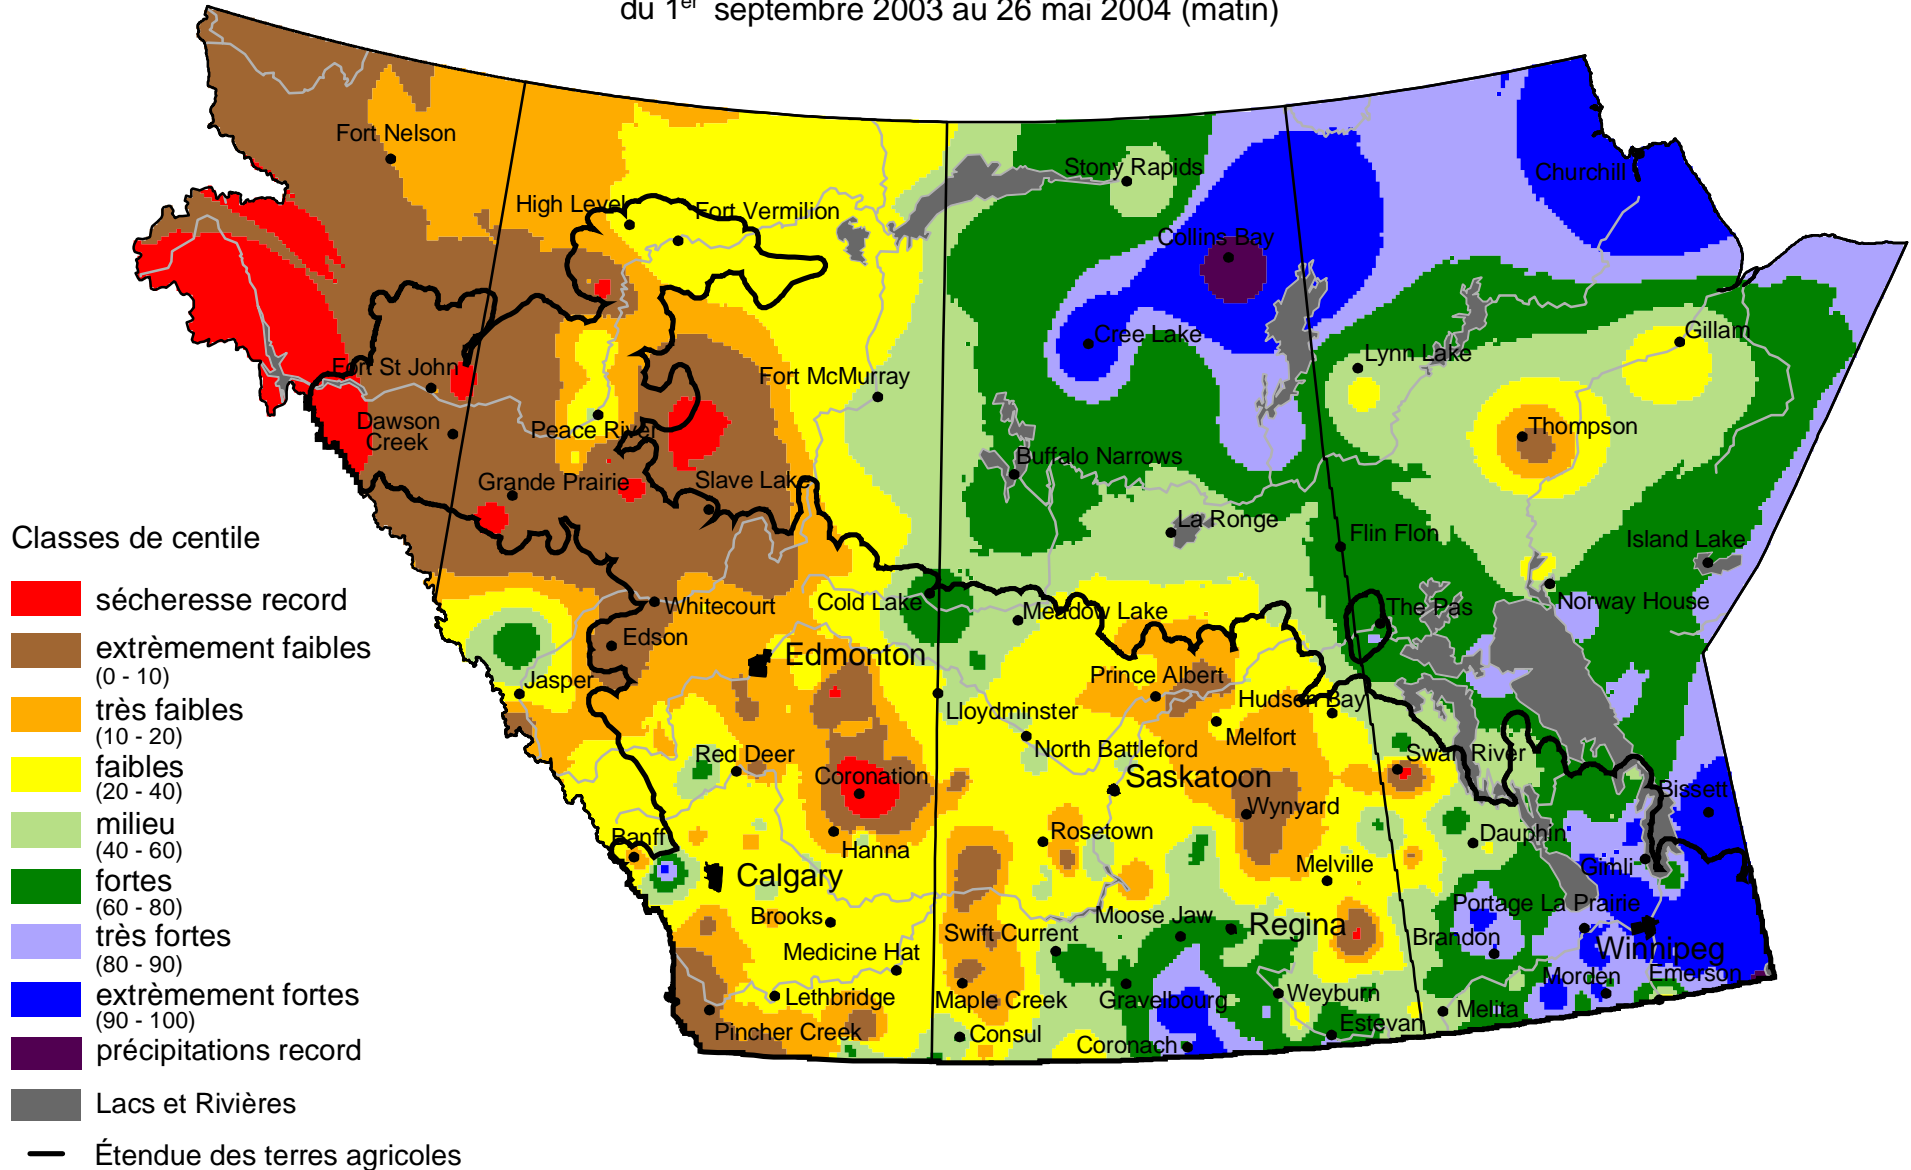 du 1er septembre 2003 au 26 mai 2004 (matin)
Fort Nelson
Stony Rapids
Churchill
High Level
Fort Vermilion
Collins Bay
Cree Lake
Gillam
Lynn Lake
Fort St John
Fort McMurray
Dawson
Creek
Peace River
Thompson
Buffalo Narrows
Grande Prairie
Slave Lake
La Ronge
Flin Flon
Island Lake
Whitecourt
Cold Lake
Meadow Lake
The Pas
Norway House
Edson
Edmonton
Jasper
Prince Albert
Hudson Bay
Lloydminster
Melfort
North Battleford
Red Deer
Swan River
Coronation
Saskatoon
Bissett
Wynyard
Banff
Hanna
Rosetown
Dauphin
Melville
Gimli
Calgary
Brooks
Moose Jaw
Portage La Prairie
Swift Current
Regina
Brandon
Winnipeg
Medicine Hat
Morden
Emerson
Lethbridge
Maple Creek
Gravelbourg
Weyburn
Melita
Pincher Creek
Consul
Coronach
Estevan
Classes de centile
sécheresse record
extrèmement faibles
(0 - 10)
très faibles
(10 - 20)
faibles
(20 - 40)
milieu
(40 - 60)
fortes
(60 - 80)
très fortes
(80 - 90)
extrèmement fortes
(90 - 100)
précipitations record
Lacs et Rivières
Étendue des terres agricoles